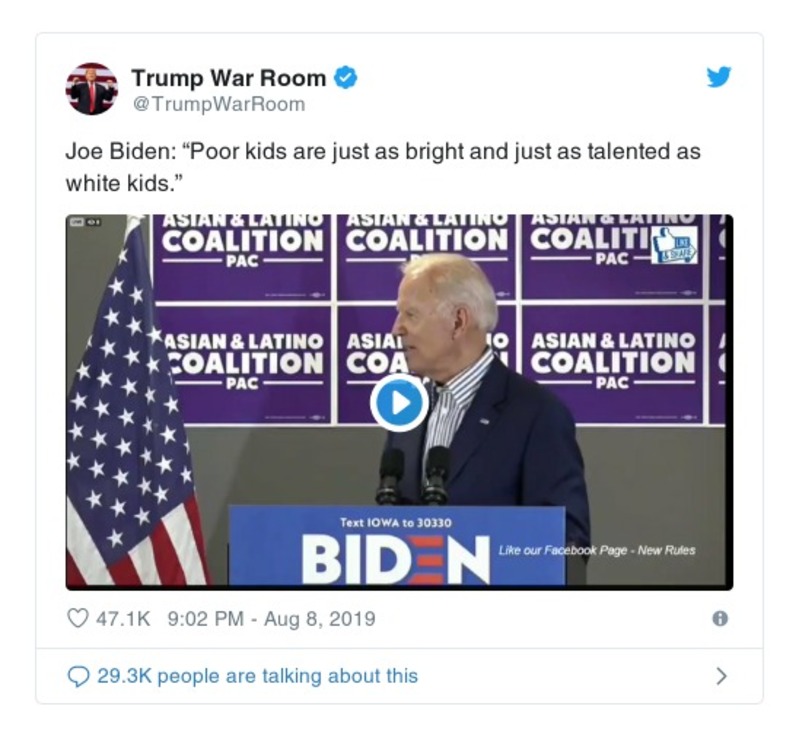 Trump War Room
@TrumpWarRoom
Joe Biden: “Poor kids are just as bright and just as talented as
white kids.”
ASIAN & LATINO ASIAN & LATINO ASIAN & LATINO
COALITION COALITION COALITI
PAC PAC
LIKE
& SHARE
ASIAN & LATINO ASIA NO ASIAN & LATINO
COALITION COA N COALITION
PAC PAC
Text IOWA to 30330
BIDEN
Like our Facebook Page - New Rules
47.1K 9:02 PM - Aug 8, 2019
29.3K people are talking about this